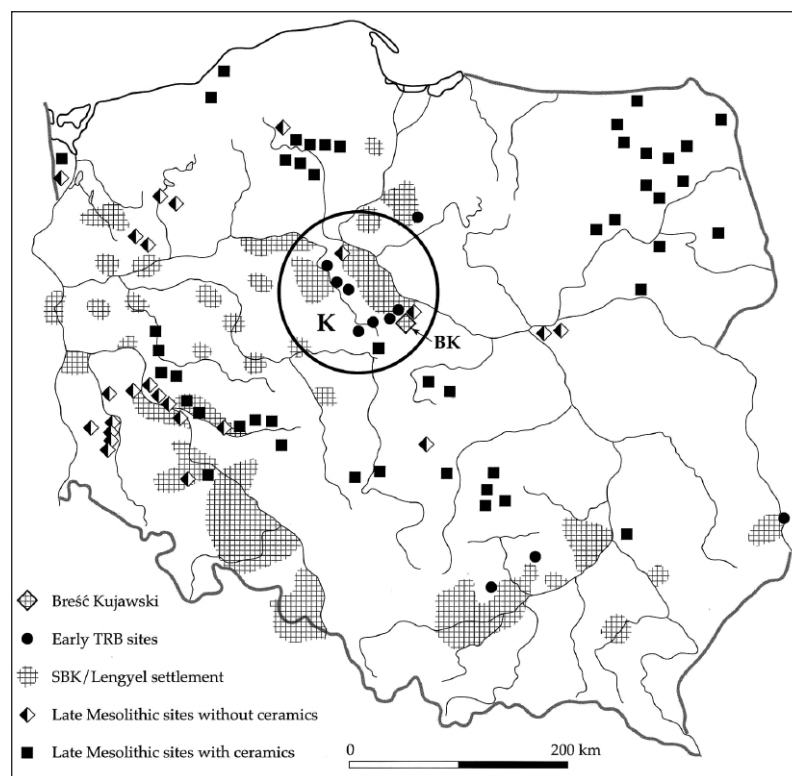 K
BK
Breść Kujawski
Early TRB sites
SBK/Lengyel settlement
Late Mesolithic sites without ceramics
Late Mesolithic sites with ceramics
0 200 km